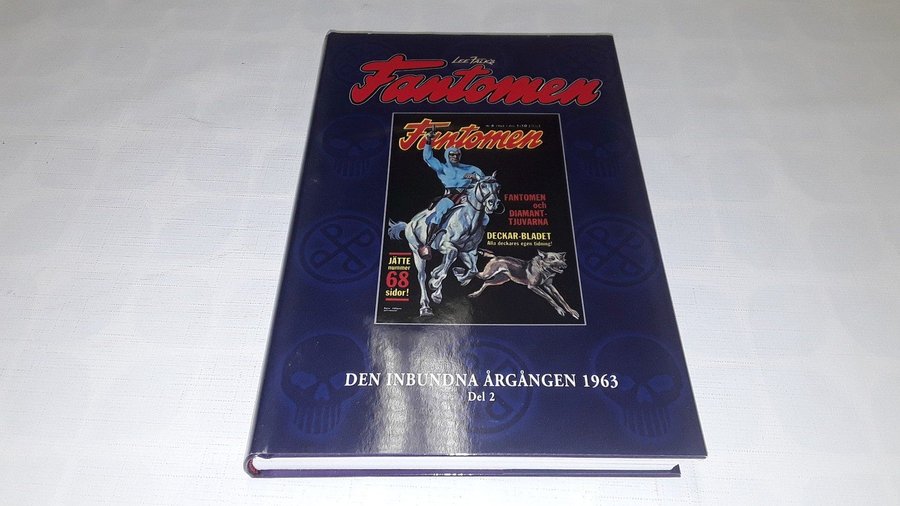 LEE FALKS
Fantomen
Fantomen
FANTOMEN
och
DIAMANT-
TJUVARNA
DECKAR-BLADET
Alla deckares egen tidning!
JÄTTE
nummer
68
sidor!
DEN INBUNDNA ÅRGÅNGEN 1963
Del 2